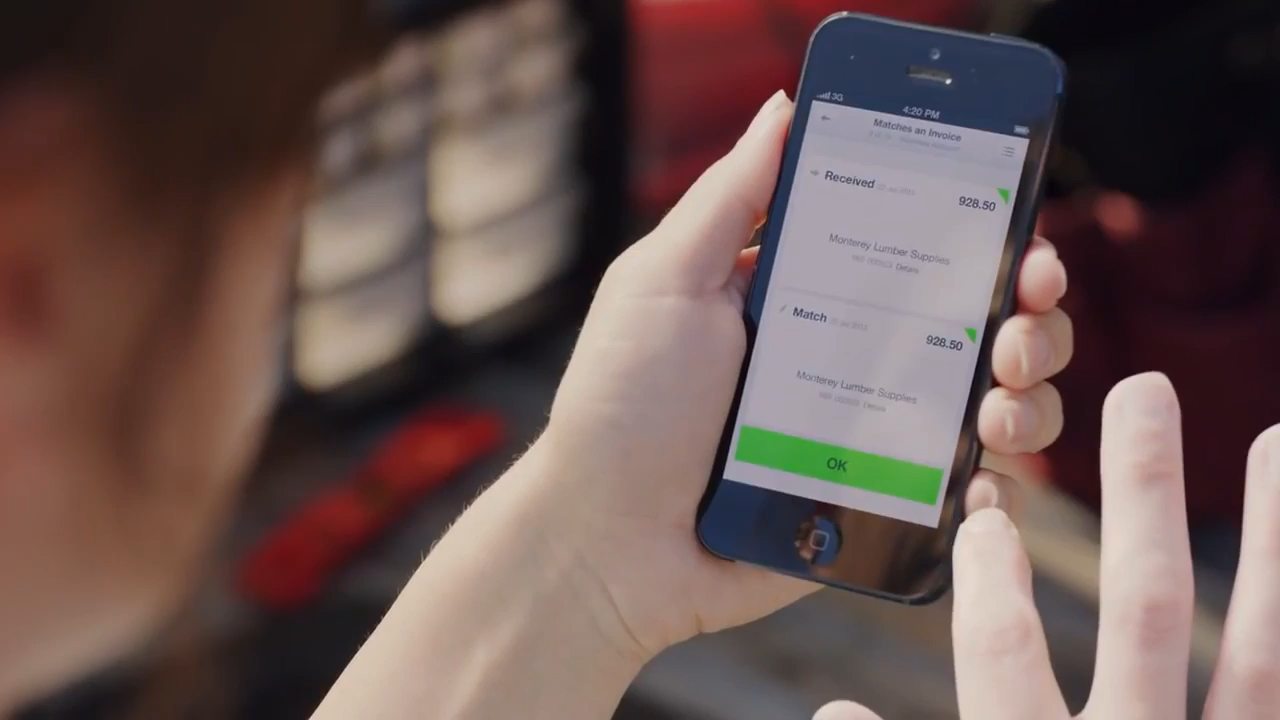 3G
4:20 PM
Matches an Invoice
Received
928.50
Monterey Lumber Supplies
Details
Match
928.50
Monterey Lumber Supplies
Details
OK